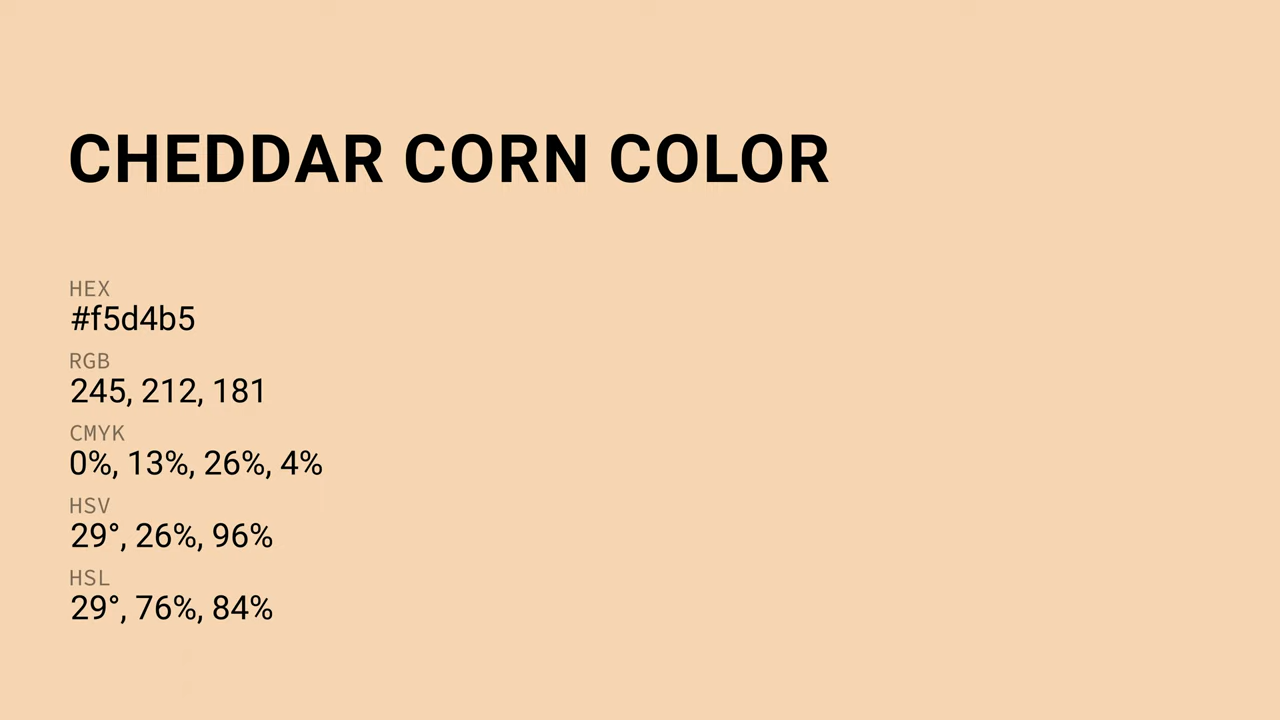 CHEDDAR CORN COLOR
HEX
#f5d4b5
RGB
245, 212, 181
CMYK
0%, 13%, 26%, 4%
HSV
29°, 26%, 96%
HSL
29°, 76%, 84%